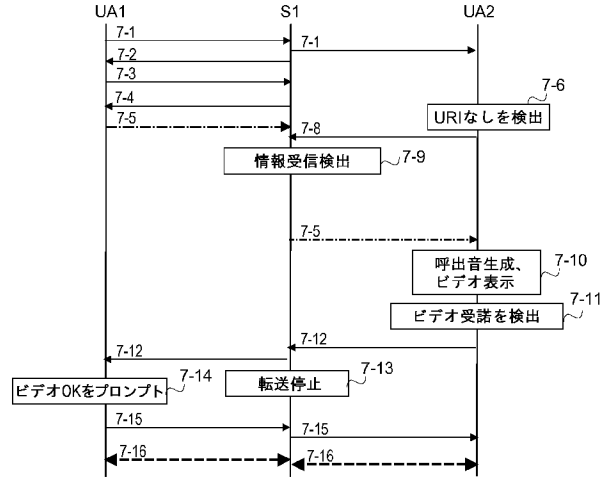 UA1 S1 UA2
7-1
7-1
7-2
7-3
7-4
7-5
7-6
URIなしを検出
7-8
情報受信検出
7-9
7-5
7-10
呼出音生成、
ビデオ表示
7-11
ビデオ受諾を検出
7-12
7-12
7-13
転送停止
7-14
ビデオOKをプロンプト
7-15
7-15
7-16
7-16